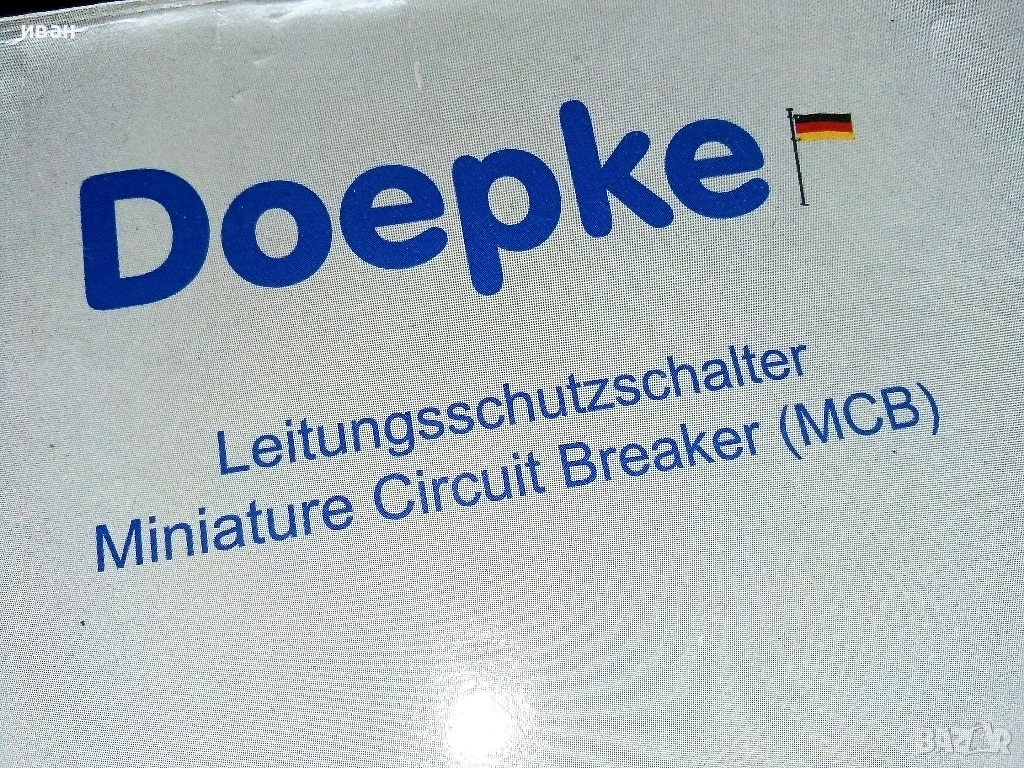 иван
Doepke
Leitungsschutzschalter
Miniature Circuit Breaker (MCB)
BAZAR